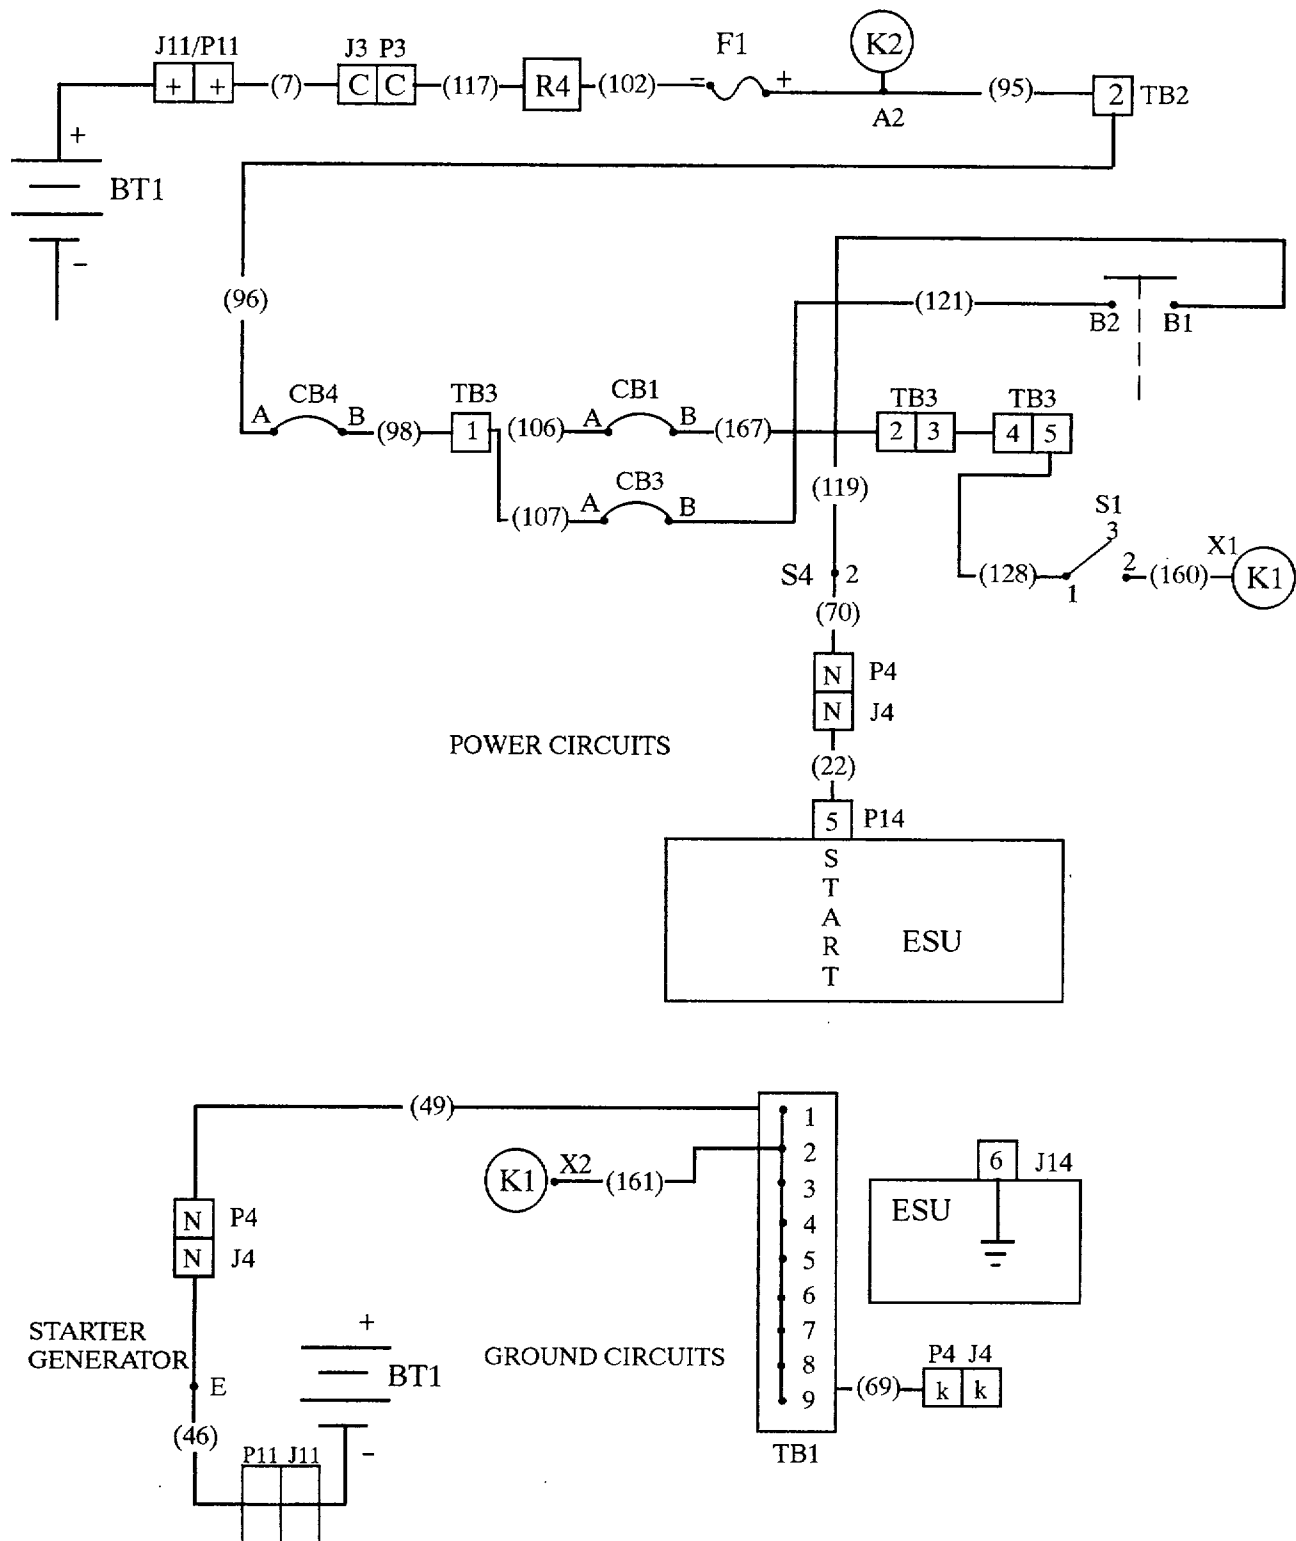 J11/P11 J3 P3 F1 K2
+ + (7) C C (117) R4 (102) = + A2 (95) 2 TB2
+
BT1
−
(96)
(121) B2 B1
CB4 TB3 CB1 TB3 TB3
A B (98) 1 (106) A B (167) 2 3 4 5
CB3
(107) A B (119)
S1
3
S4 2 (128) 1 2 (160) X1 K1
(70)
N P4
N J4
POWER CIRCUITS
(22)
5 P14
START
ESU
(49)
1
K1 X2 (161) 2
3
4
5
6
7
8
9
6 J14
ESU
N P4
N J4
STARTER
GENERATOR
E
+
BT1
−
GROUND CIRCUITS
P4 J4
(69) k k
(46)
P11 J11
TB1